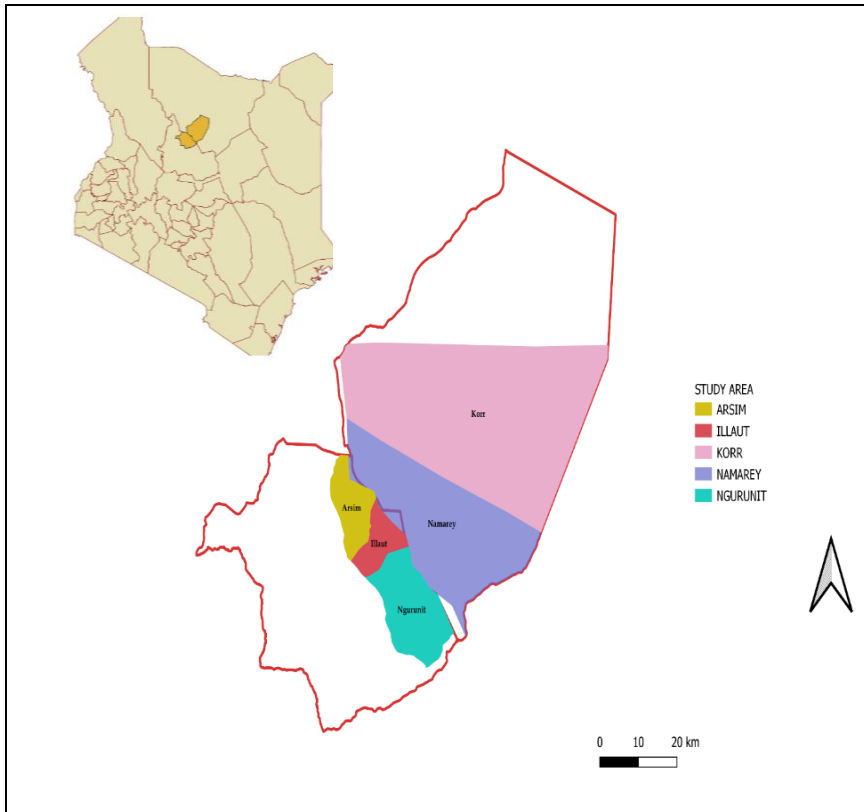 Korr
Arsim
Namarey
Illaut
Ngurunit
STUDY AREA
ARSIM
ILLAUT
KORR
NAMAREY
NGURUNIT
0 10 20 km